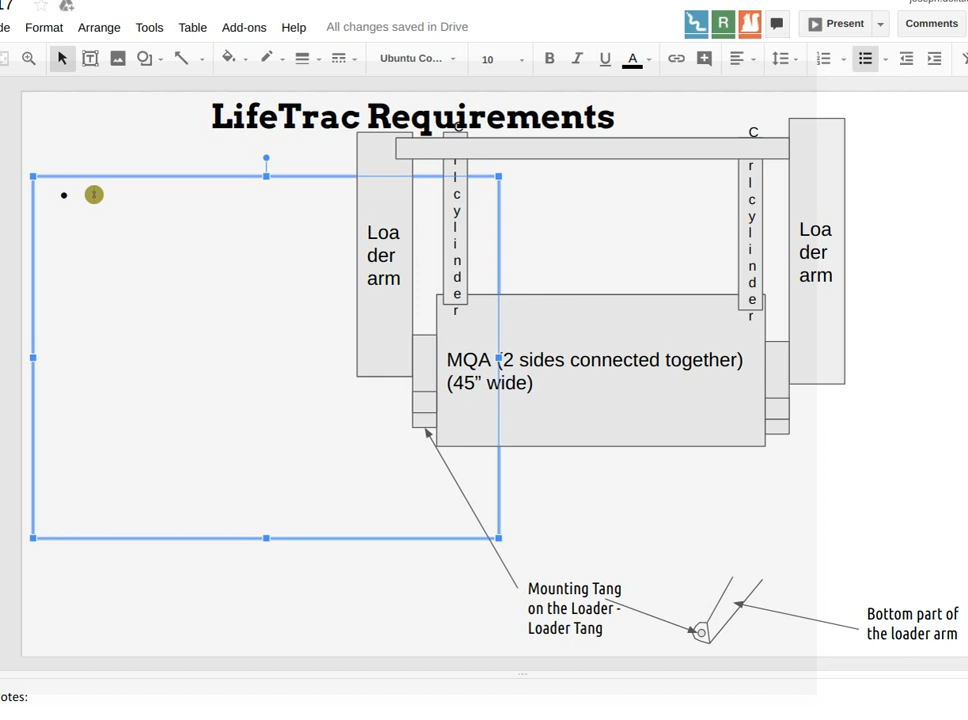 17
de Format Arrange Tools Table Add-ons Help All changes saved in Drive
R Present Comments
Ubuntu Co... 10 B I U A
LifeTrac Requirements
•
Loa
der
arm
C
r
l
c
y
l
i
n
d
e
r
C
r
l
c
y
l
i
n
d
e
r
Loa
der
arm
MQA (2 sides connected together)
(45” wide)
Mounting Tang
on the Loader -
Loader Tang
Bottom part of
the loader arm
otes: